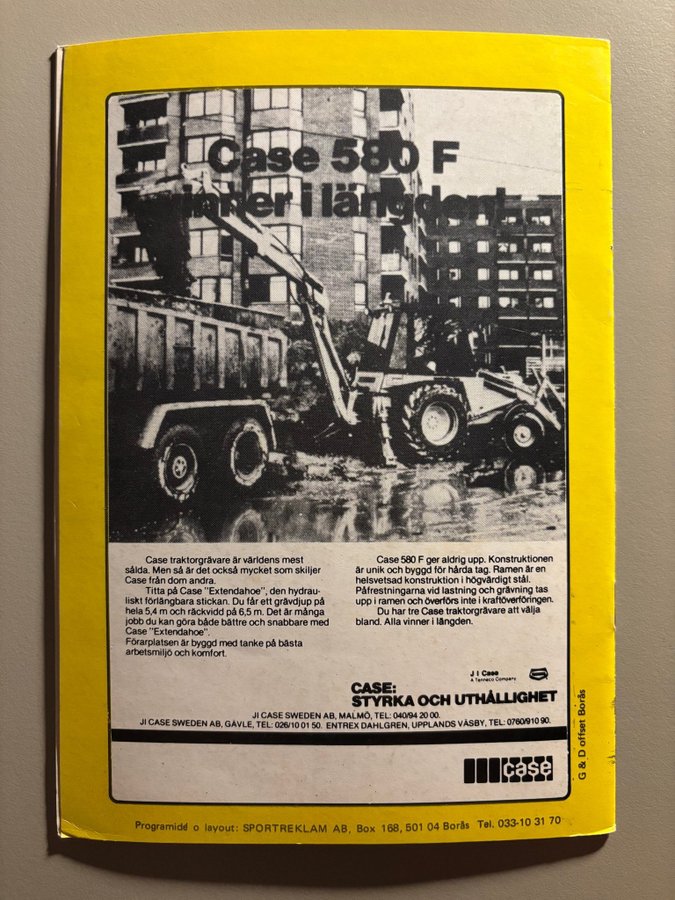 Case 580 F
vinner i längden!
Case traktorgrävare är världens mest
sålda. Men så är det också mycket som skiljer
Case från dom andra.
Titta på Case "Extendahoe", den hydrau-
liskt förlängbara stickan. Du får ett grävdjup på
hela 5,4 m och räckvidd på 6,5 m. Det är många
jobb du kan göra både bättre och snabbare med
Case "Extendahoe".
Förarplatsen är byggd med tanke på bästa
arbetsmiljö och komfort.
Case 580 F ger aldrig upp. Konstruktionen
är unik och byggd för hårda tag. Ramen är en
helsvetsad konstruktion i högvärdigt stål.
Påfrestningarna vid lastning och grävning tas
upp i ramen och överförs inte i kraftöverföringen.
Du har tre Case traktorgrävare att välja
bland. Alla vinner i längden.
J I Case
A Tenneco Company
CASE:
STYRKA OCH UTHÅLLIGHET
JI CASE SWEDEN AB, MALMÖ, TEL: 040/94 20 00.
JI CASE SWEDEN AB, GÄVLE, TEL: 026/10 01 50. ENTREX DAHLGREN, UPPLANDS VÄSBY, TEL: 0760/910 90.
case
G & D offset Borås
Programidé o layout: SPORTREKLAM AB, Box 168, 501 04 Borås Tel. 033-10 31 70